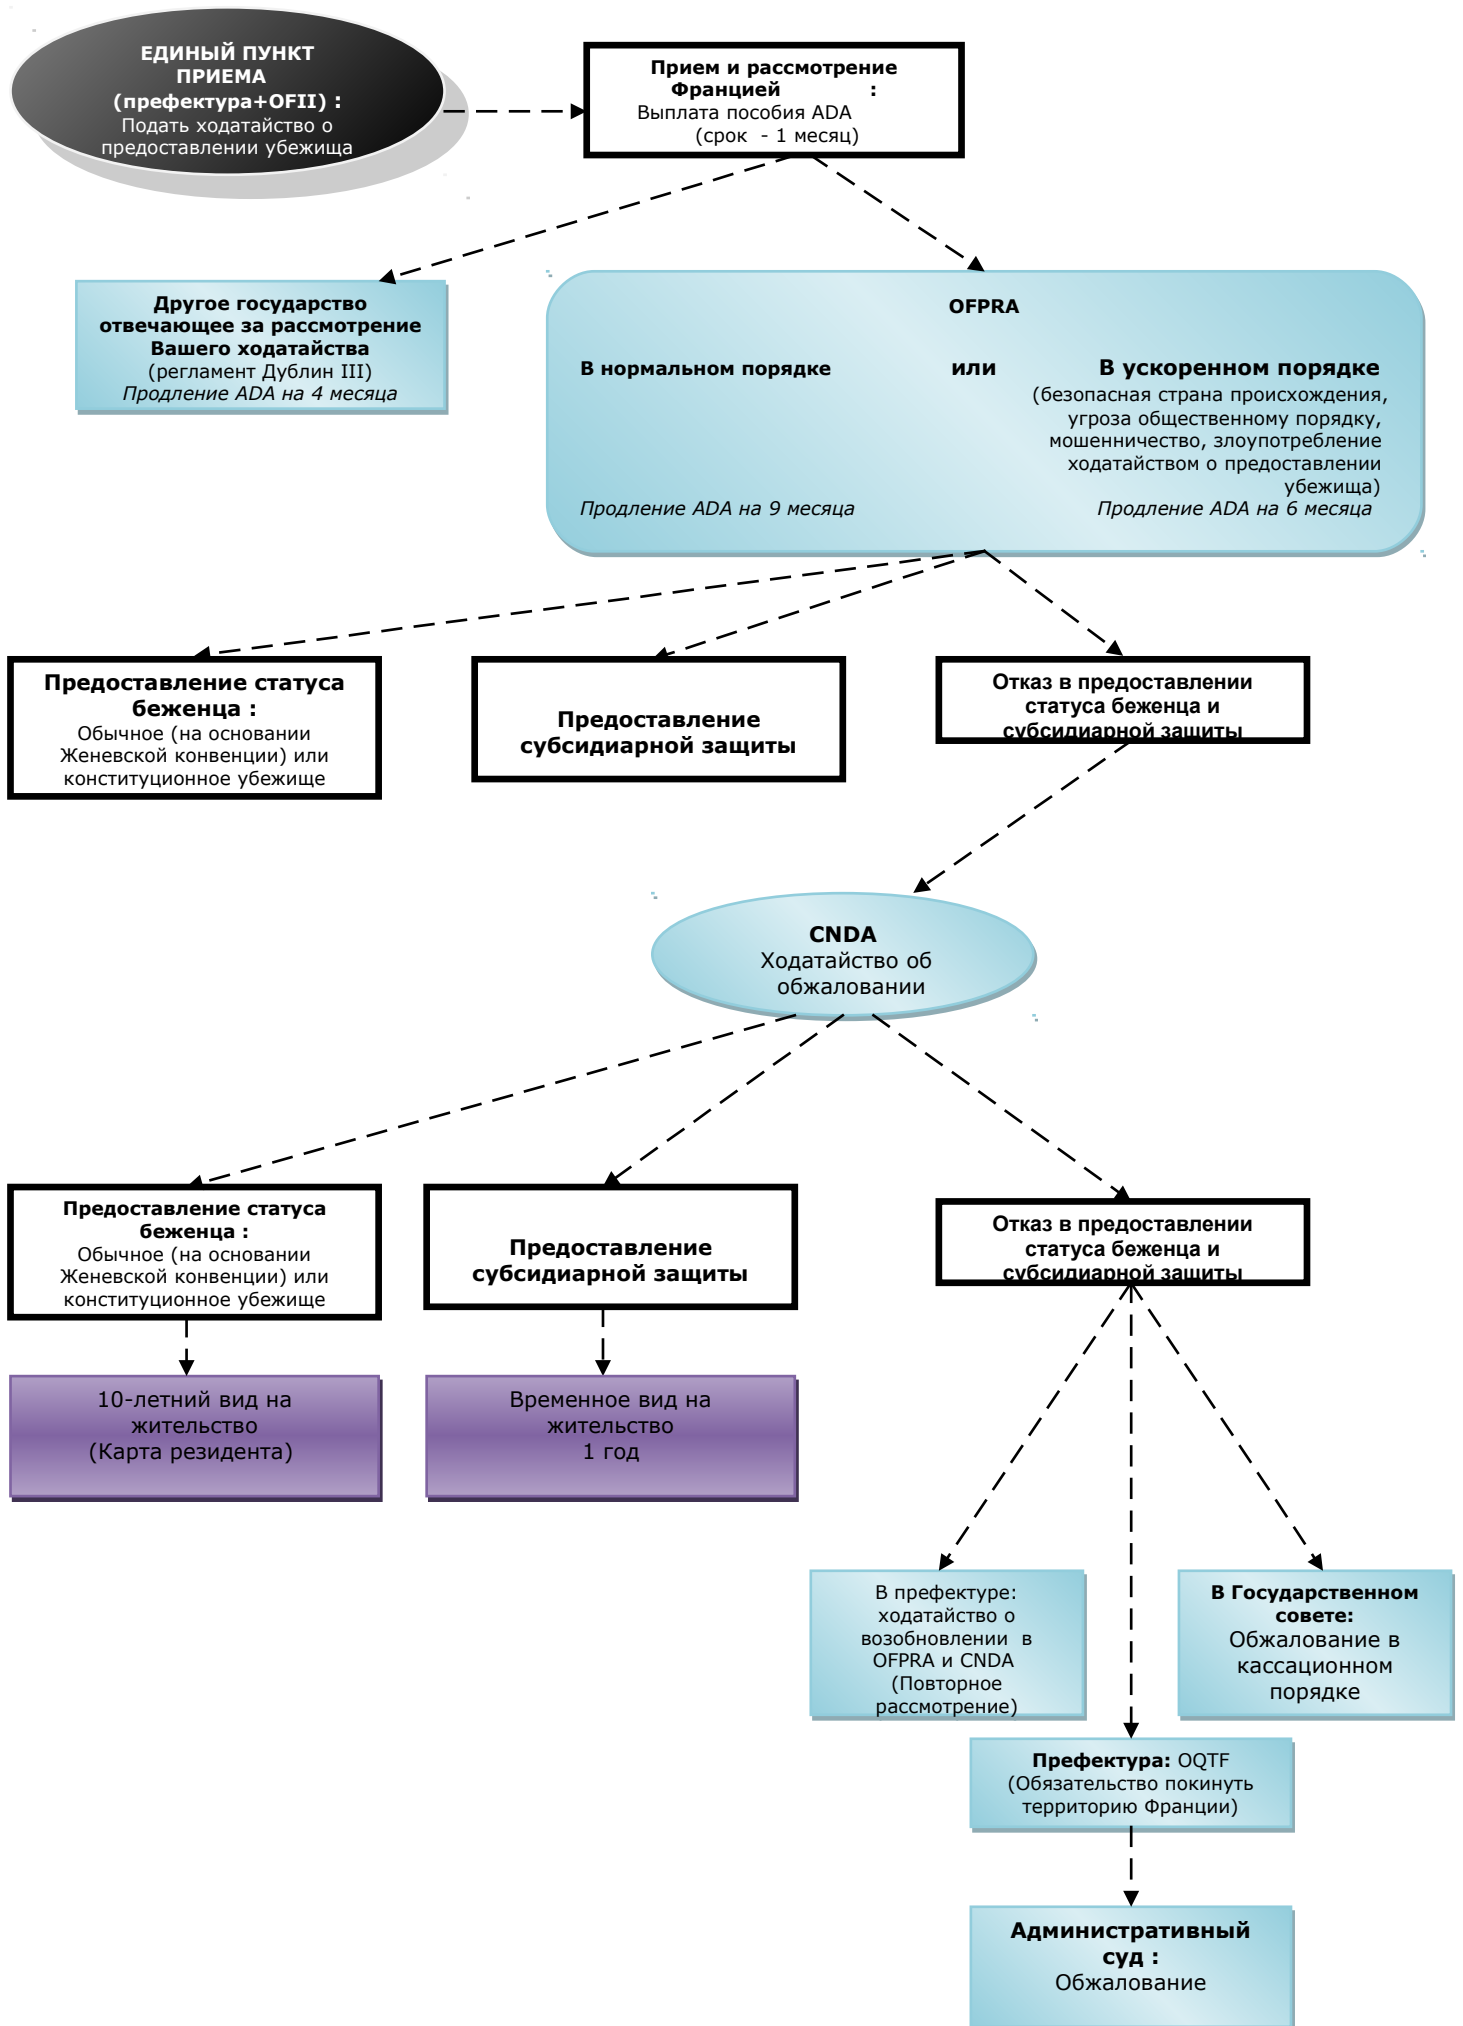 ЕДИНЫЙ ПУНКТ
ПРИЕМА
(префектура+OFII) :
Подать ходатайство о
предоставлении убежища
Прием и рассмотрение
Францией :
Выплата пособия ADA
(срок - 1 месяц)
Другое государство
отвечающее за рассмотрение
Вашего ходатайства
(регламент Дублин III)
Продление ADA на 4 месяца
OFPRA
В нормальном порядке или В ускоренном порядке
(безопасная страна происхождения,
угроза общественному порядку,
мошенничество, злоупотребление
ходатайством о предоставлении
убежища)
Продление ADA на 9 месяца Продление ADA на 6 месяца
Предоставление статуса
беженца :
Обычное (на основании
Женевской конвенции) или
конституционное убежище
Предоставление
субсидиарной защиты
Отказ в предоставлении
статуса беженца и
субсидиарной защиты
CNDA
Ходатайство об
обжаловании
Предоставление статуса
беженца :
Обычное (на основании
Женевской конвенции) или
конституционное убежище
Предоставление
субсидиарной защиты
Отказ в предоставлении
статуса беженца и
субсидиарной защиты
10-летний вид на
жительство
(Карта резидента)
Временное вид на
жительство
1 год
В префектуре:
ходатайство о
возобновлении в
OFPRA и CNDA
(Повторное
рассмотрение)
В Государственном
совете:
Обжалование в
кассационном
порядке
Префектура: OQTF
(Обязательство покинуть
территорию Франции)
Административный
суд :
Обжалование